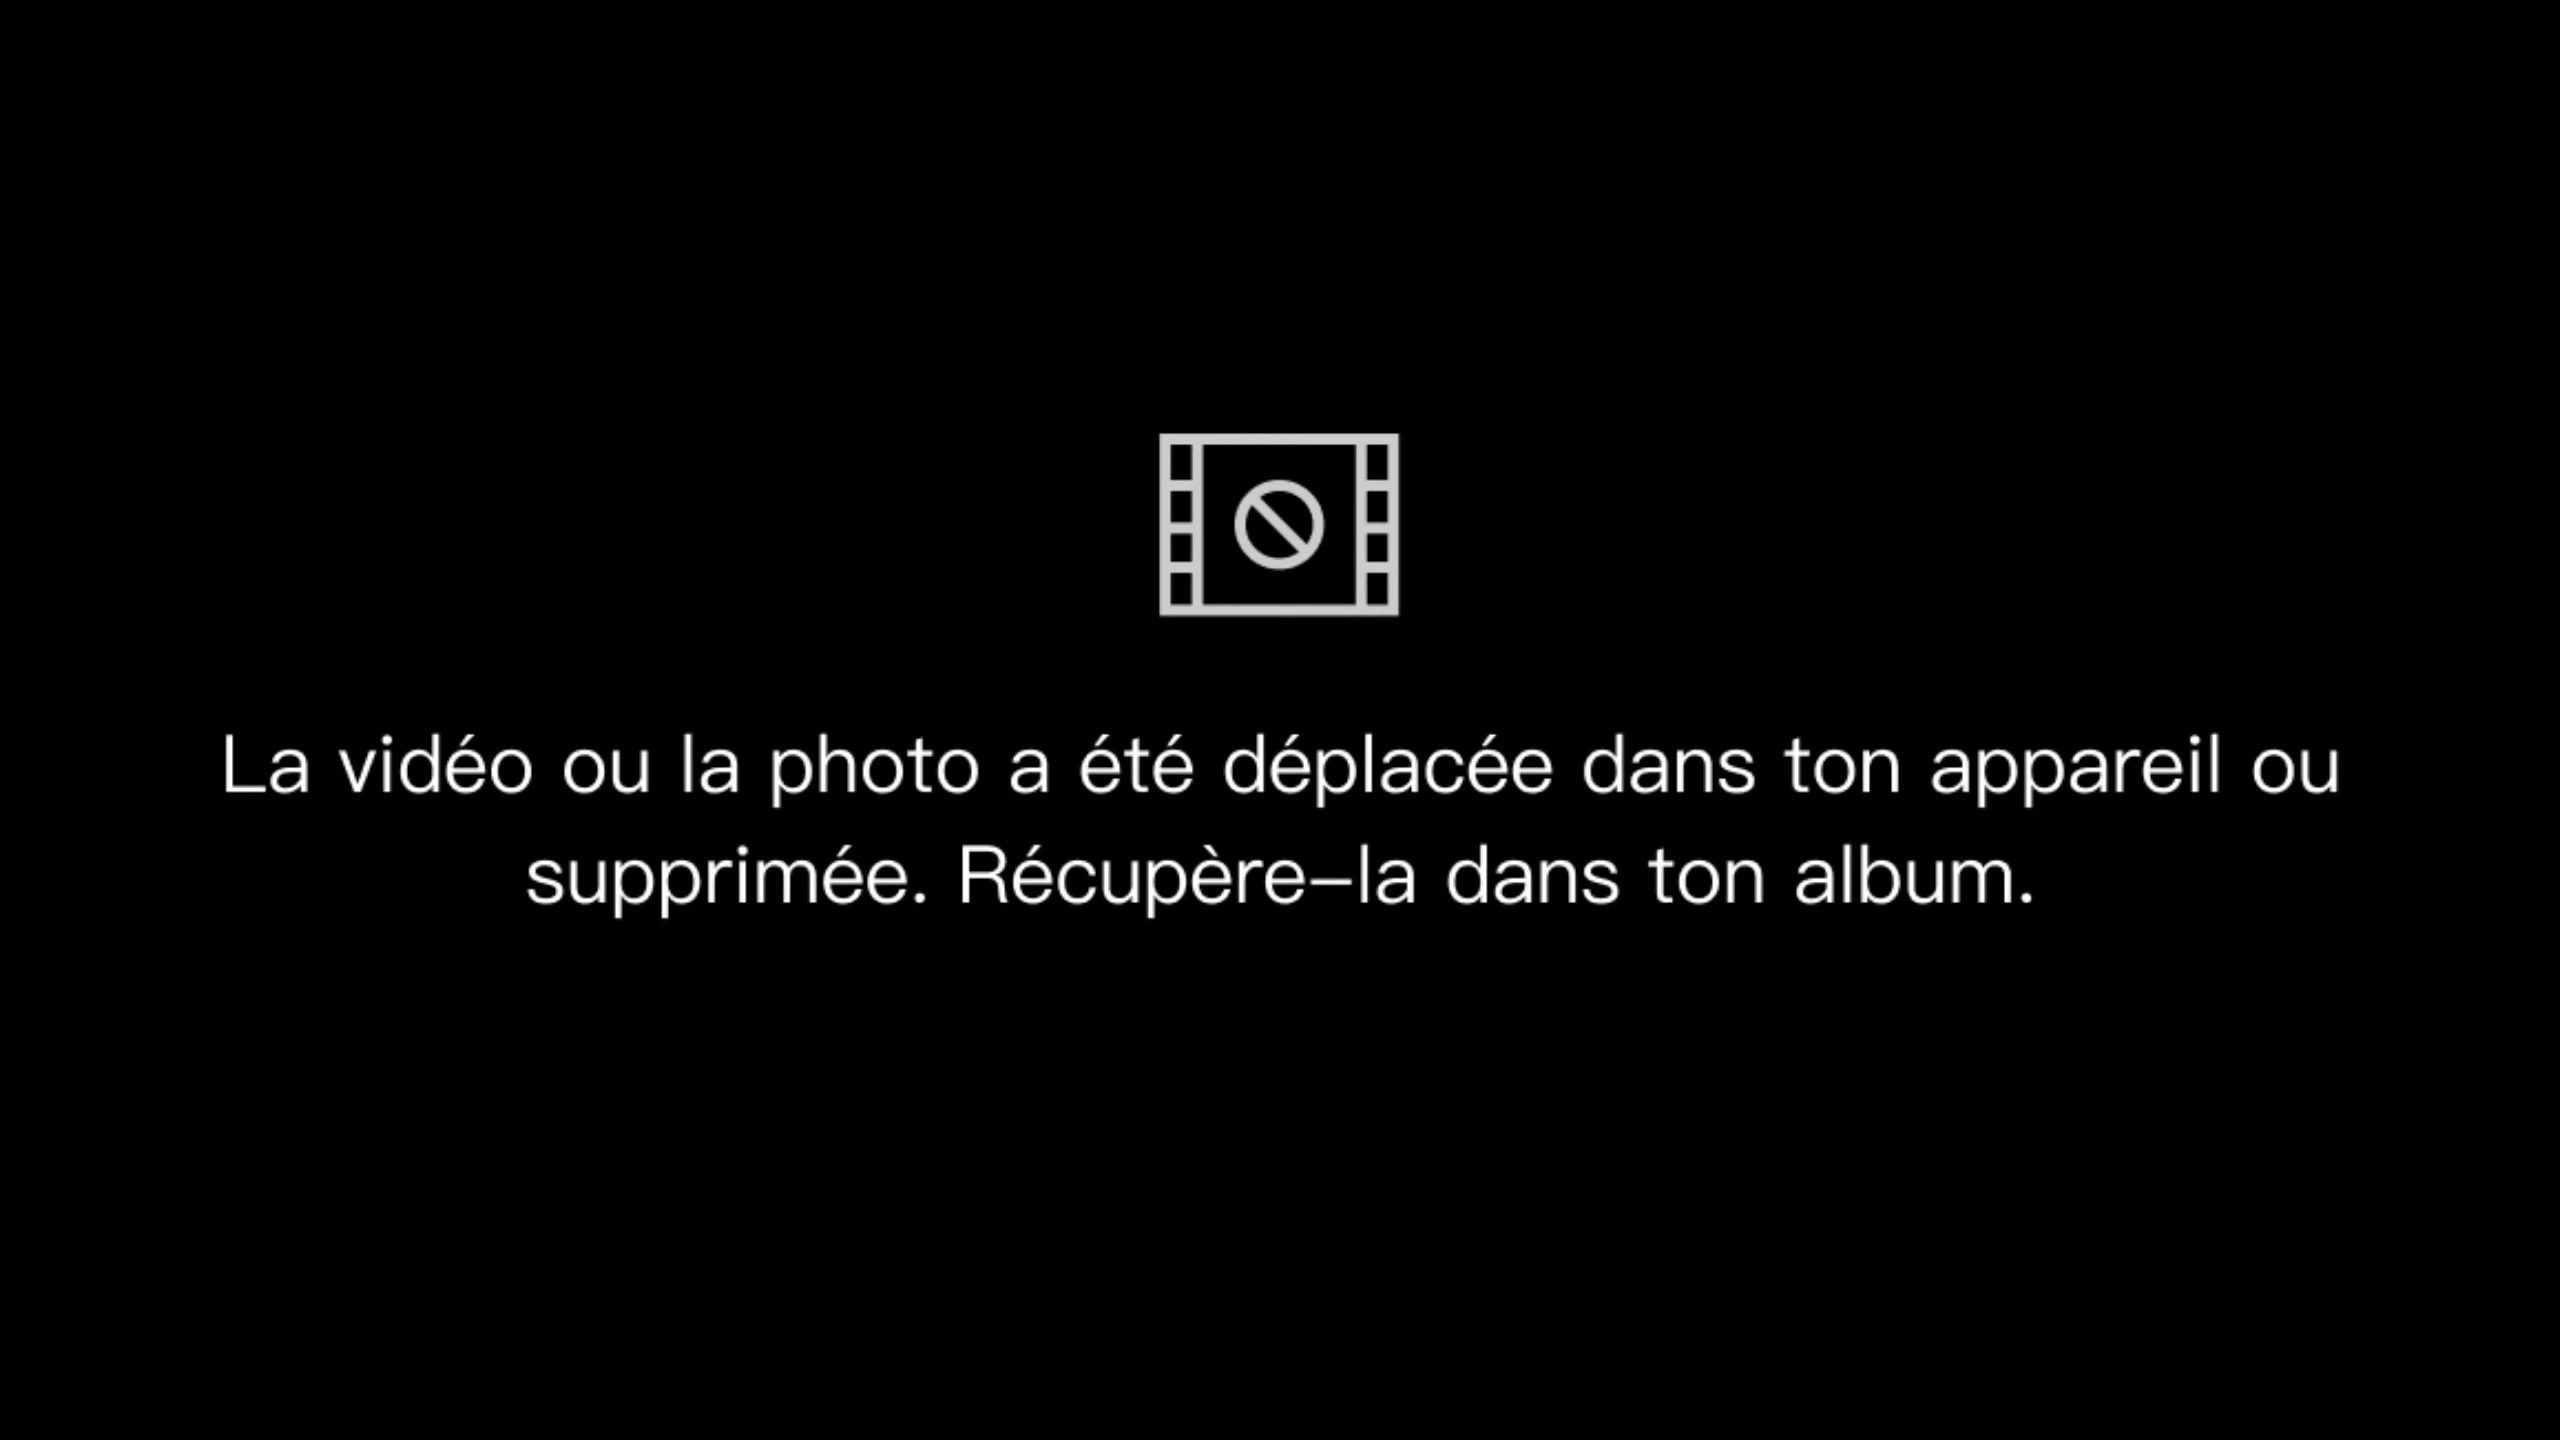 La vidéo ou la photo a été déplacée dans ton appareil ou
supprimée. Récupère-la dans ton album.